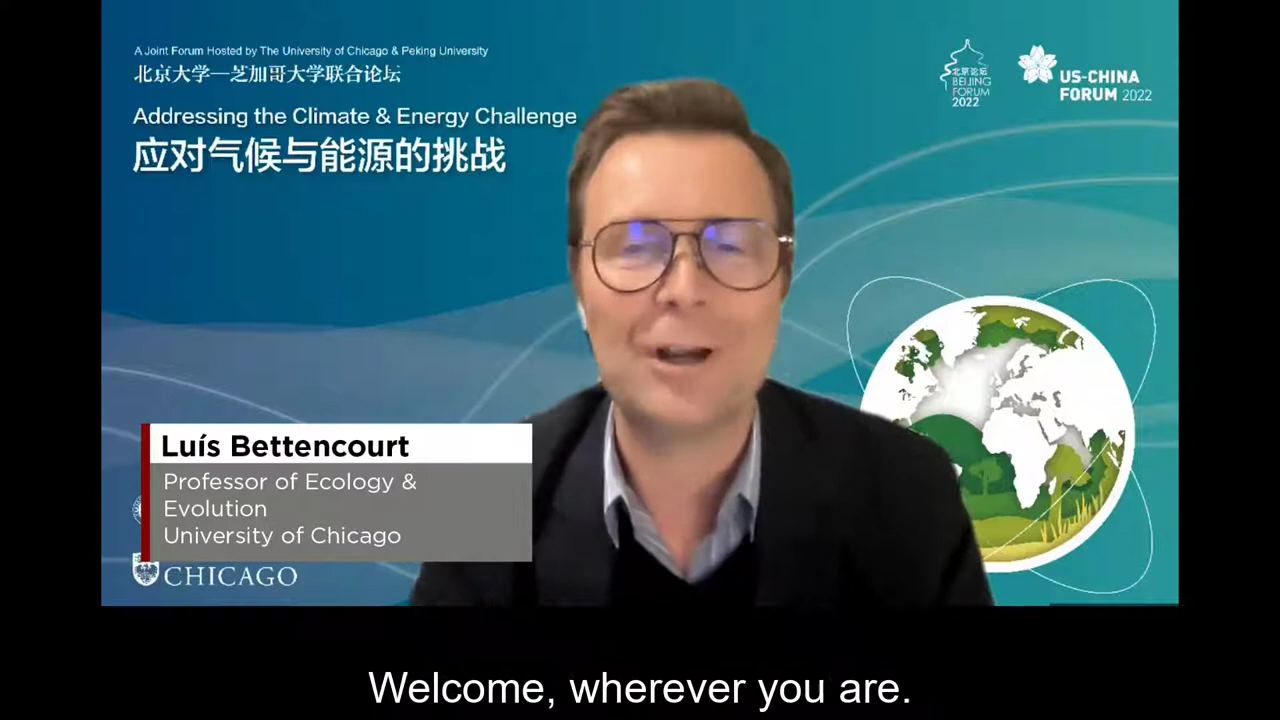 A Joint Forum Hosted by The University of Chicago & Peking University
北京大学—芝加哥大学联合论坛
Addressing the Climate & Energy Challenge
应对气候与能源的挑战
北京论坛
BEIJING
FORUM
2022
US-CHINA
FORUM 2022
Luís Bettencourt
Professor of Ecology &
Evolution
University of Chicago
CHICAGO
Welcome, wherever you are.